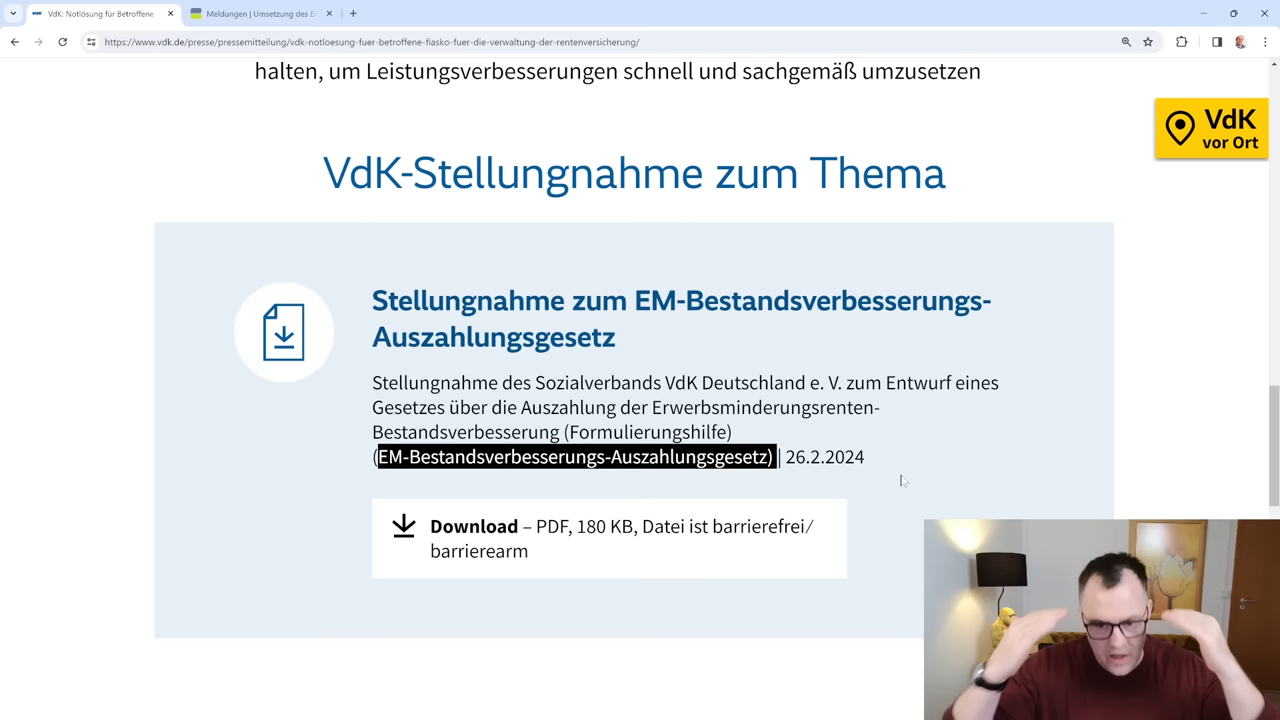 VdK: Notlösung für Betroffene
Meldungen | Umsetzung des
https://www.vdk.de/presse/pressemitteilung/vdk-notloesung-fuer-betroffene-fiasko-fuer-die-verwaltung-der-rentenversicherung/
halten, um Leistungsverbesserungen schnell und sachgemäß umzusetzen
VdK
vor Ort
VdK-Stellungnahme zum Thema
Stellungnahme zum EM-Bestandsverbesserungs-
Auszahlungsgesetz
Stellungnahme des Sozialverbands VdK Deutschland e. V. zum Entwurf eines
Gesetzes über die Auszahlung der Erwerbsminderungsrenten-
Bestandsverbesserung (Formulierungshilfe)
(EM-Bestandsverbesserungs-Auszahlungsgesetz) | 26.2.2024
Download – PDF, 180 KB, Datei ist barrierefrei/
barrierearm